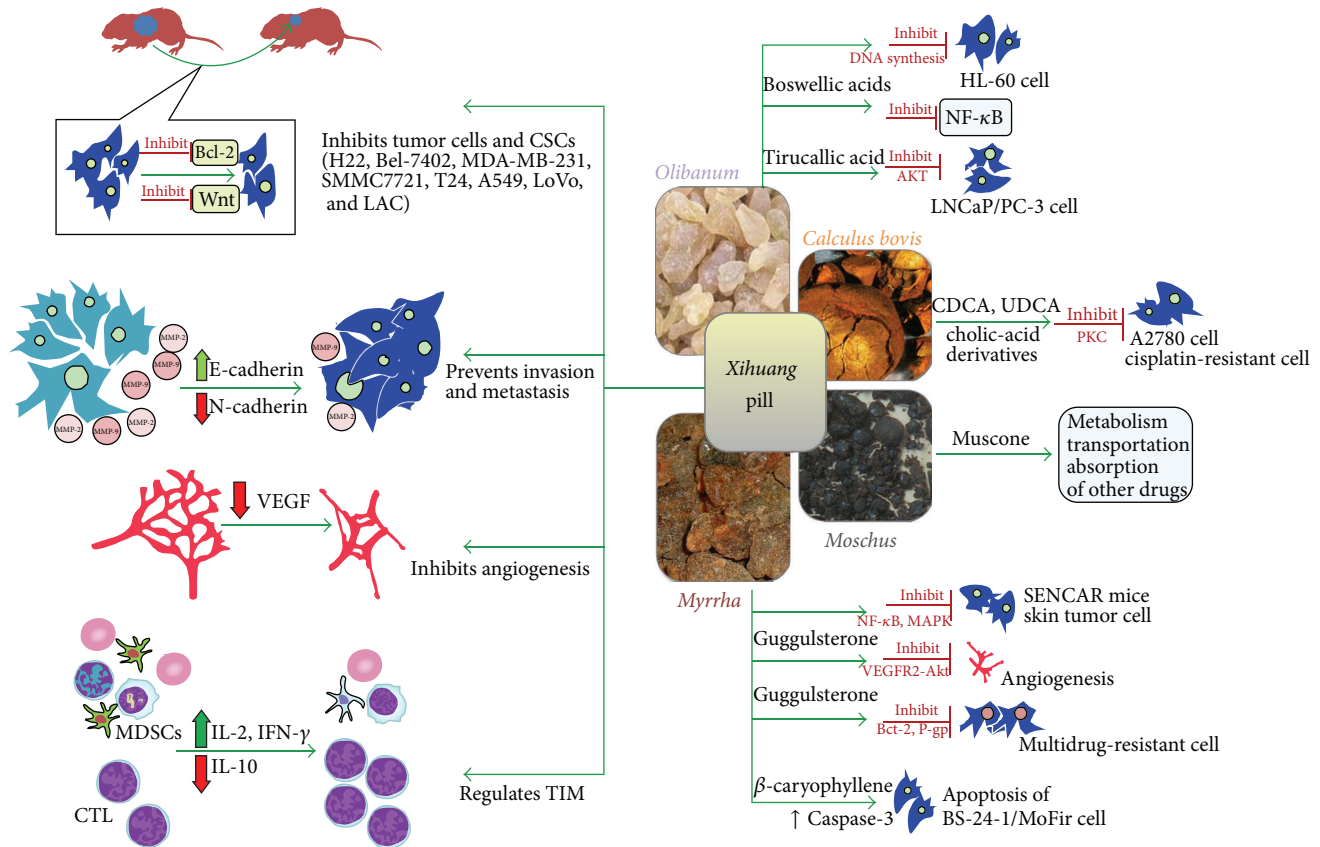 Inhibit
Bcl-2
Inhibit
Wnt
Inhibits tumor cells and CSCs
(H22, Bel-7402, MDA-MB-231,
SMMC7721, T24, A549, LoVo,
and LAC)
MMP-2
MMP-9
MMP-9
MMP-2
MMP-9
MMP-2
E-cadherin
N-cadherin
MMP-9
MMP-2
Prevents invasion
and metastasis
VEGF
Inhibits angiogenesis
MDSCs
CTL
IL-2, IFN-γ
IL-10
Regulates TIM
Xihuang
pill
Olibanum
Calculus bovis
Moschus
Myrrha
Boswellic acids
Inhibit
DNA synthesis
HL-60 cell
Inhibit
NF-κB
Tirucallic acid
Inhibit
AKT
LNCaP/PC-3 cell
CDCA, UDCA
cholic-acid
derivatives
Inhibit
PKC
A2780 cell
cisplatin-resistant cell
Muscone
Metabolism
transportation
absorption
of other drugs
Inhibit
NF-κB, MAPK
SENCAR mice
skin tumor cell
Guggulsterone
Inhibit
VEGFR2-Akt
Angiogenesis
Guggulsterone
Inhibit
Bct-2, P-gp
Multidrug-resistant cell
β-caryophyllene
↑ Caspase-3
Apoptosis of
BS-24-1/MoFir cell